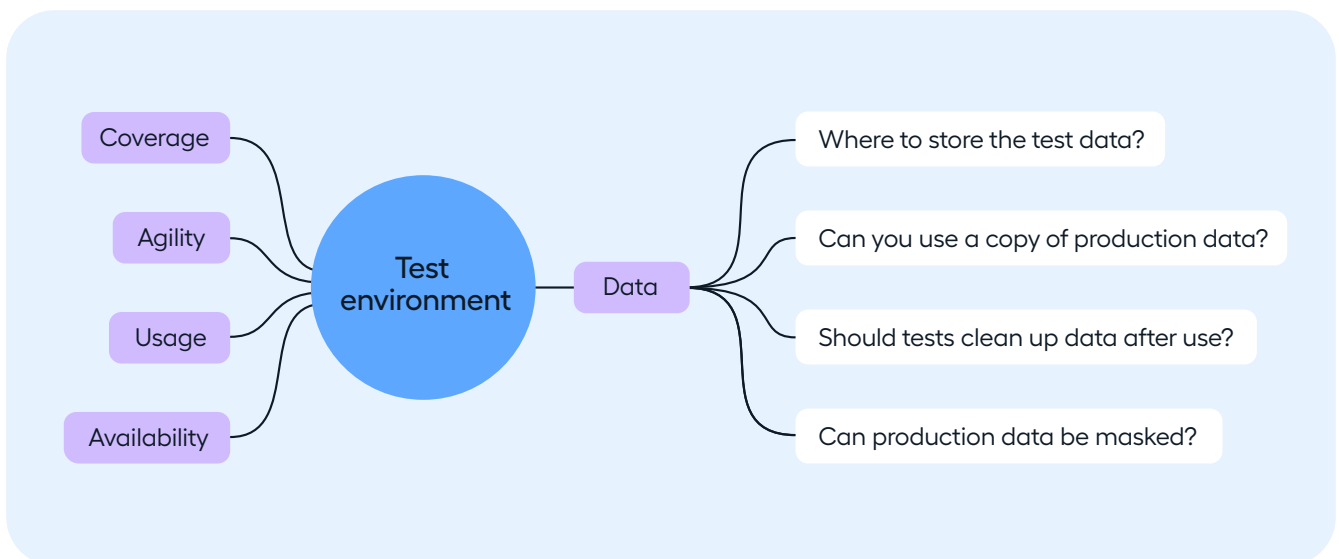 Coverage
Agility
Usage
Availability
Test
environment
Data
Where to store the test data?
Can you use a copy of production data?
Should tests clean up data after use?
Can production data be masked?